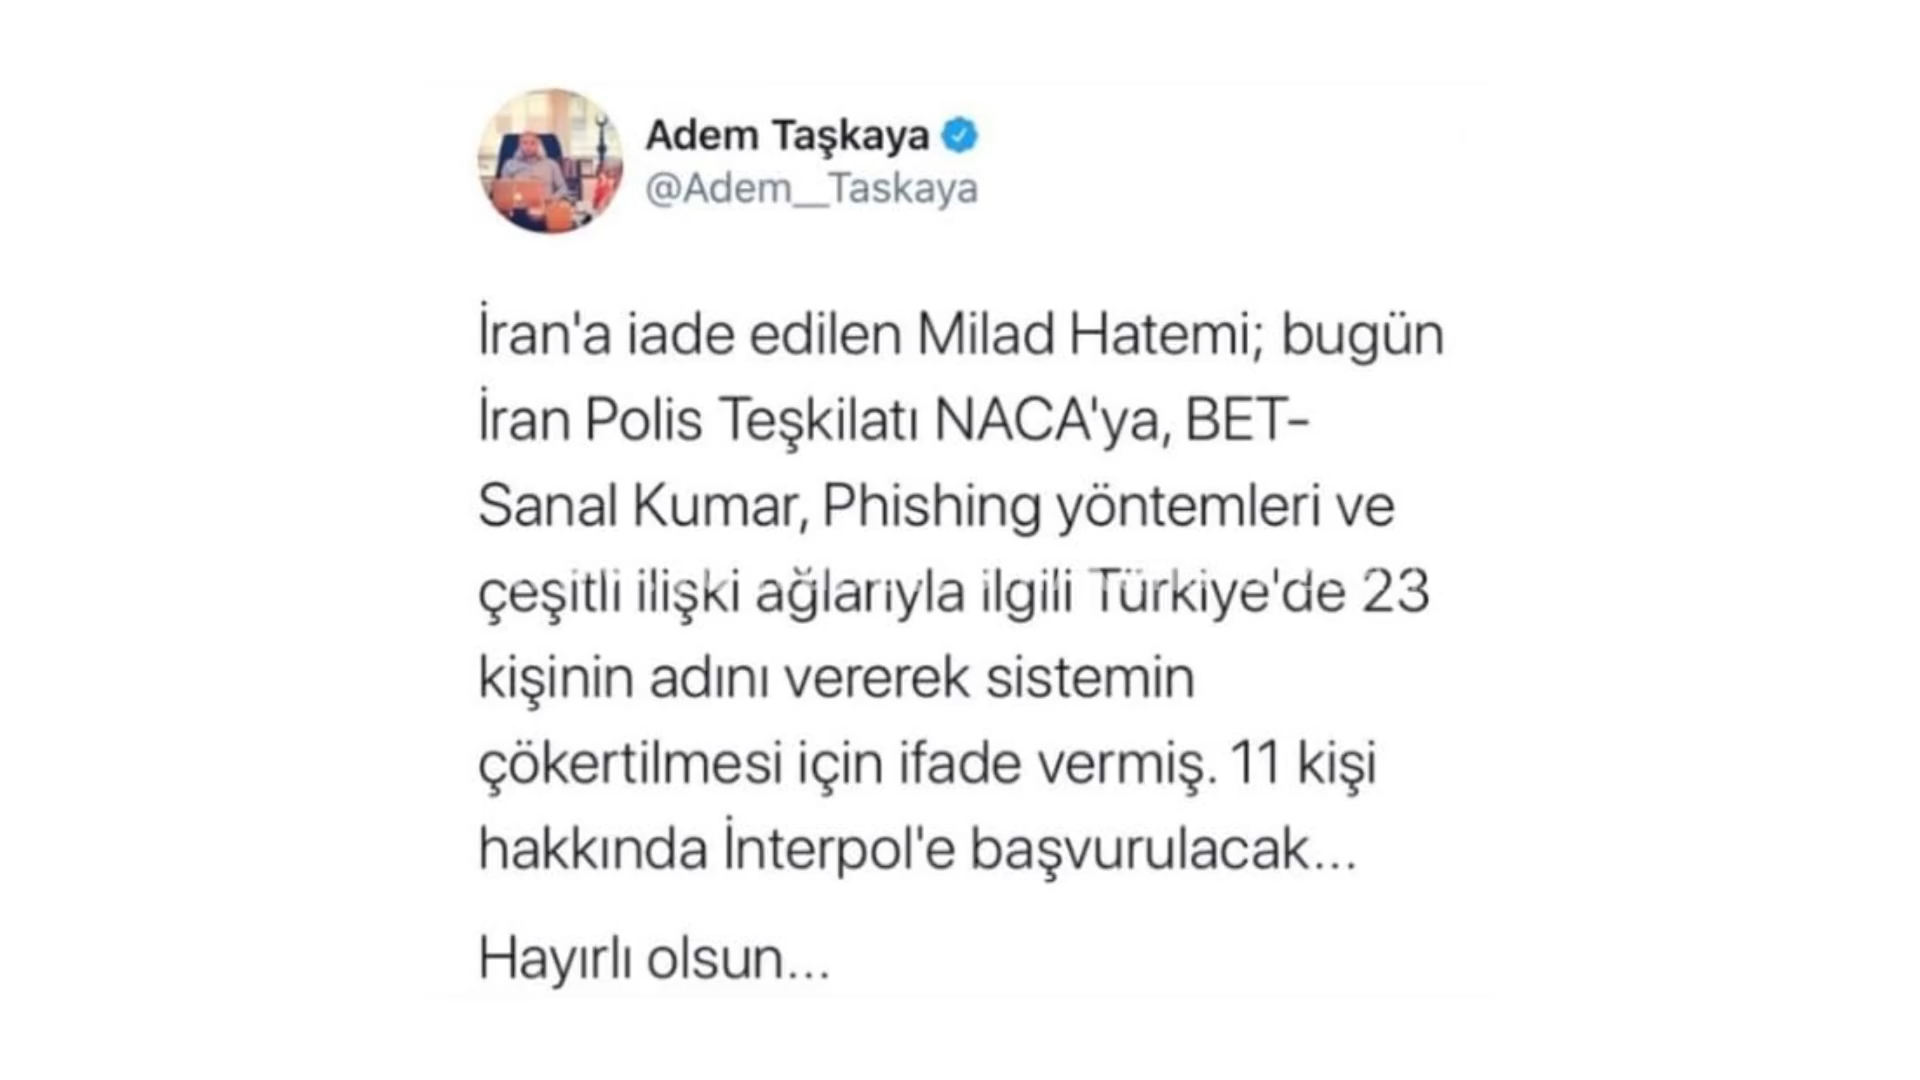 Adem Taşkaya
@Adem__Taskaya
İran'a iade edilen Milad Hatemi; bugün
İran Polis Teşkilatı NACA'ya, BET-
Sanal Kumar, Phishing yöntemleri ve
çeşitli ilişki ağlarıyla ilgili Türkiye'de 23
kişinin adını vererek sistemin
çökertilmesi için ifade vermiş. 11 kişi
hakkında İnterpol'e başvurulacak...
Hayırlı olsun...